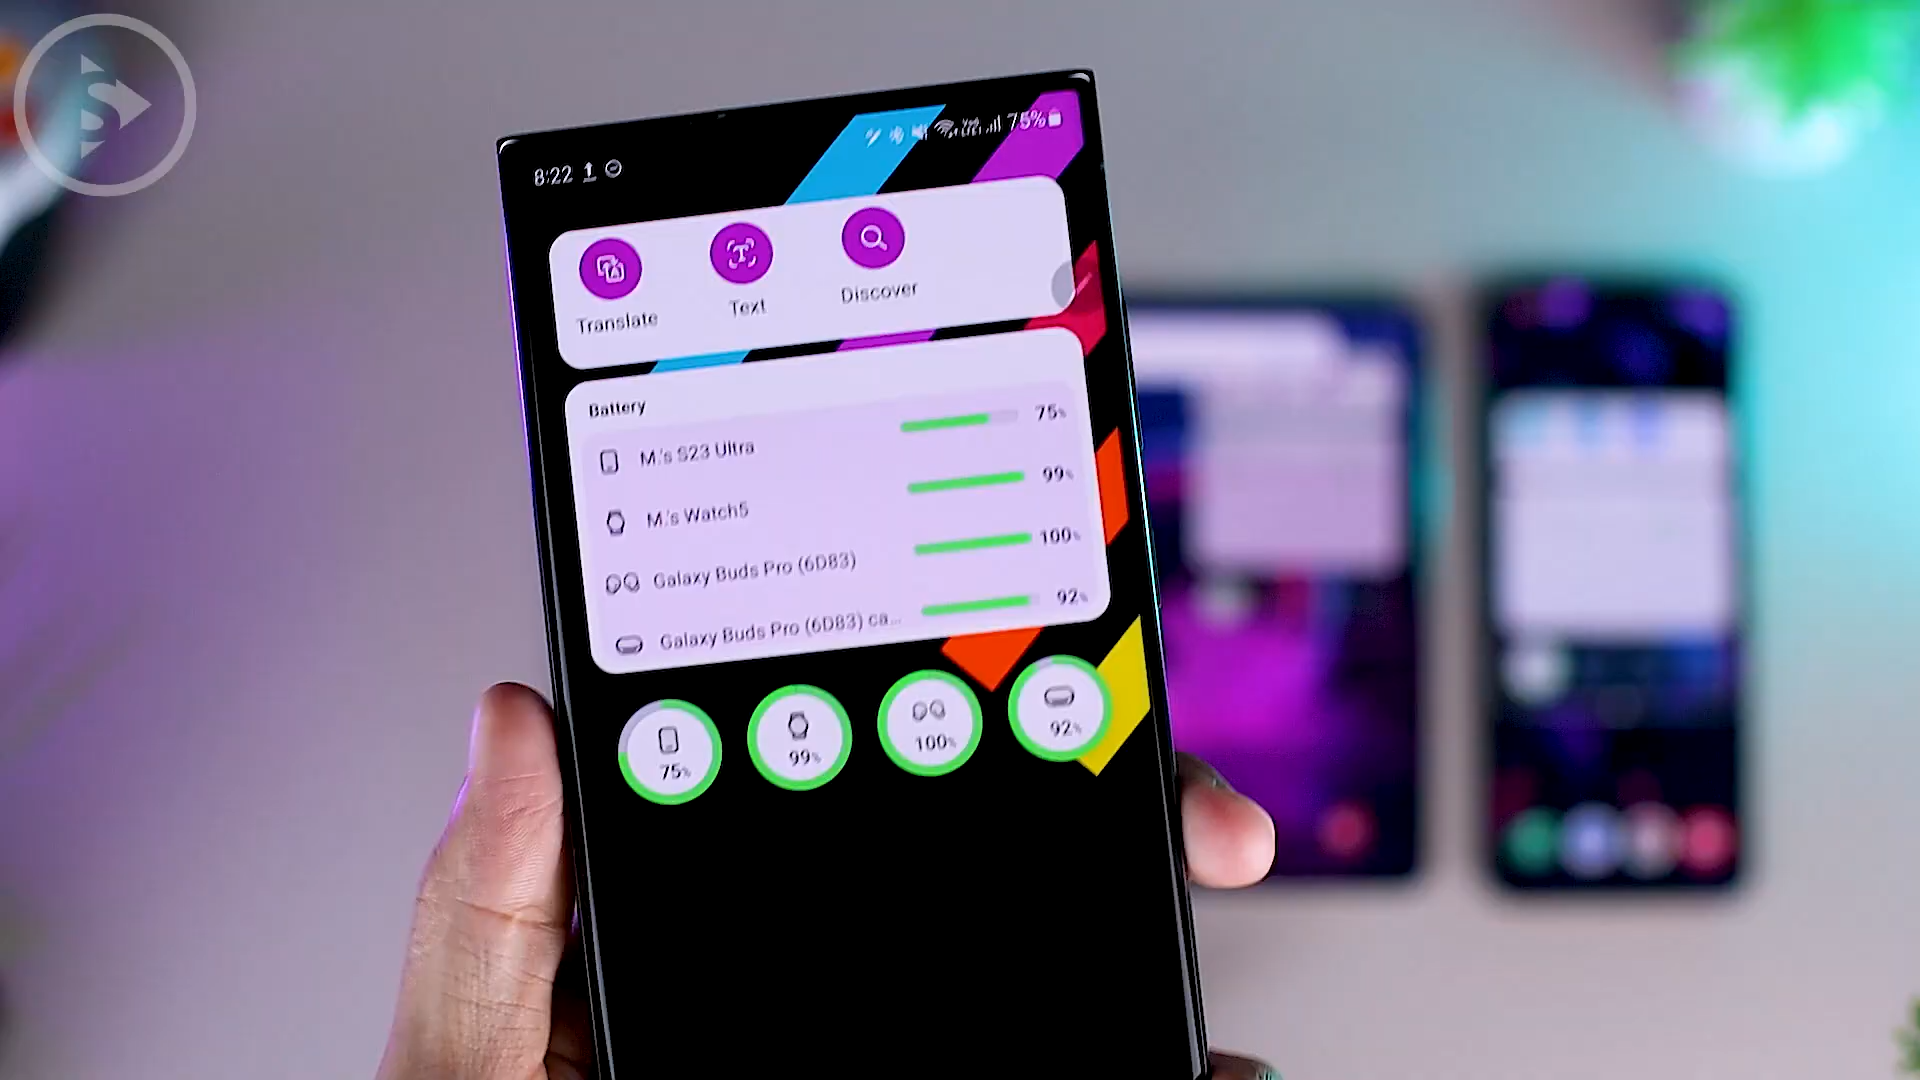 S
8:22
75%
Translate
Text
Discover
Battery
M.'s S23 Ultra
75%
M.'s Watch5
99%
Galaxy Buds Pro (6D83)
100%
Galaxy Buds Pro (6D83) ca...
92%
75%
99%
100%
92%